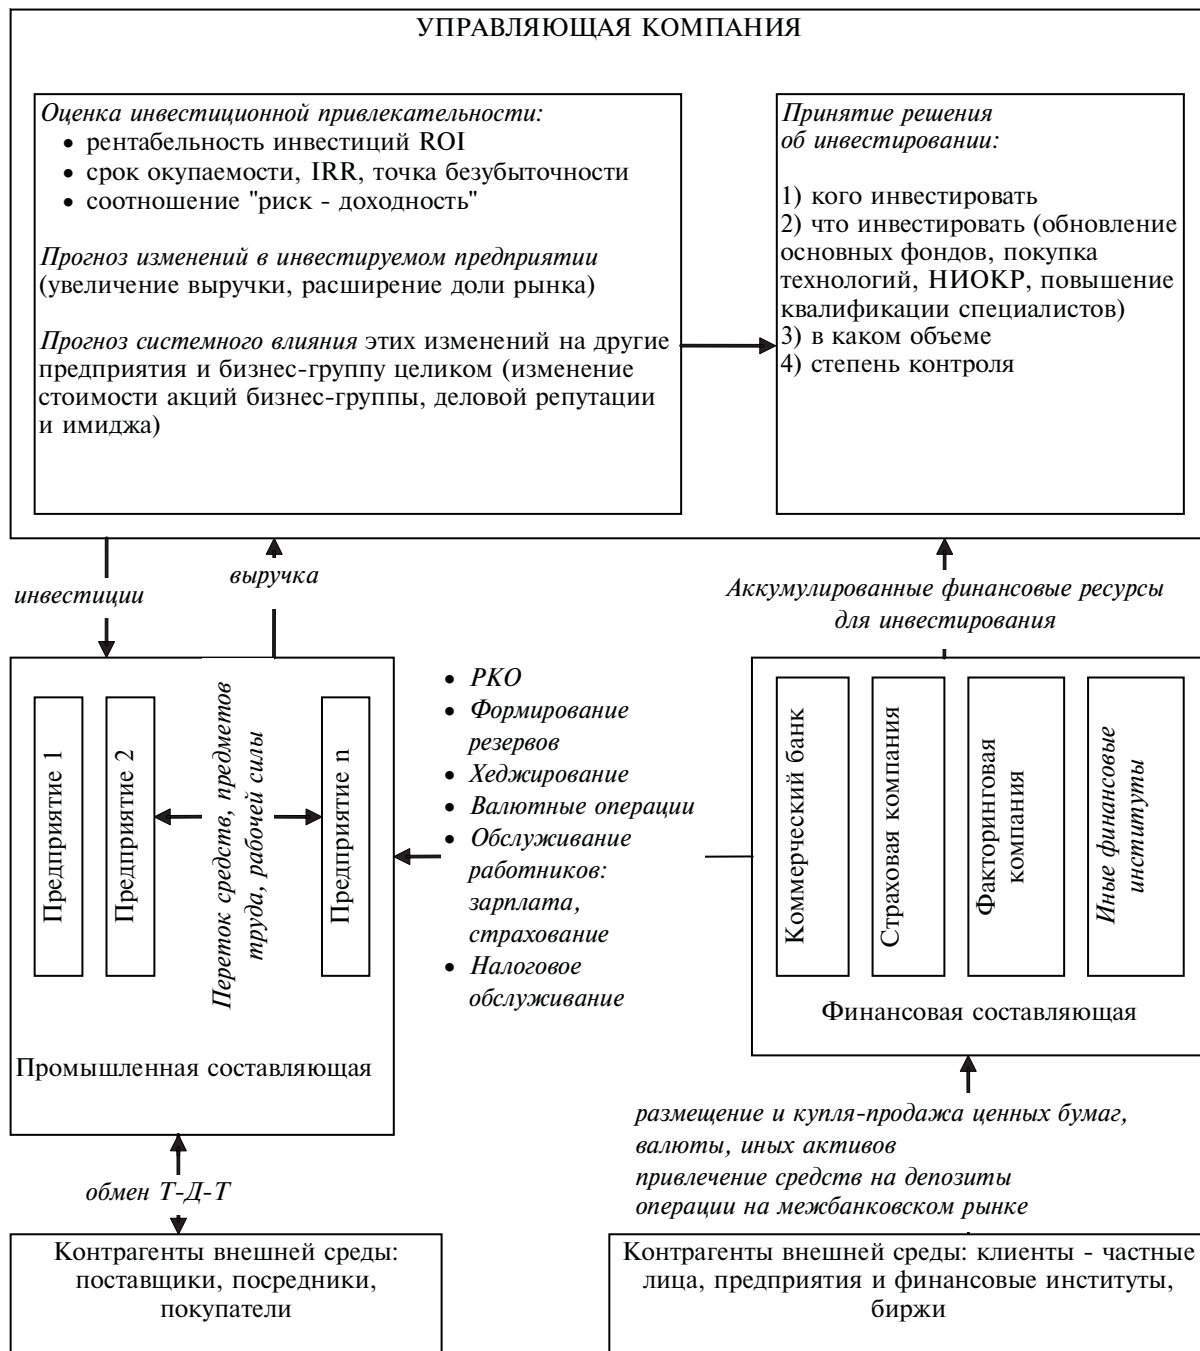 УПРАВЛЯЮЩАЯ КОМПАНИЯ
Оценка инвестиционной привлекательности:
• рентабельность инвестиций ROI
• срок окупаемости, IRR, точка безубыточности
• соотношение "риск - доходность"
Прогноз изменений в инвестируемом предприятии
(увеличение выручки, расширение доли рынка)
Прогноз системного влияния этих изменений на другие
предприятия и бизнес-группу целиком (изменение
стоимости акций бизнес-группы, деловой репутации
и имиджа)
Принятие решения
об инвестировании:
1) кого инвестировать
2) что инвестировать (обновление
основных фондов, покупка
технологий, НИОКР, повышение
квалификации специалистов)
3) в каком объеме
4) степень контроля
инвестиции
выручка
Аккумулированные финансовые ресурсы
для инвестирования
Предприятие 1
Предприятие 2
Переток средств, предметов
труда, рабочей силы
Предприятие n
Промышленная составляющая
• РКО
• Формирование
резервов
• Хеджирование
• Валютные операции
• Обслуживание
работников:
зарплата,
страхование
• Налоговое
обслуживание
Коммерческий банк
Страховая компания
Факторинговая
компания
Иные финансовые
институты
Финансовая составляющая
обмен Т-Д-Т
размещение и купля-продажа ценных бумаг,
валюты, иных активов
привлечение средств на депозиты
операции на межбанковском рынке
Контрагенты внешней среды:
поставщики, посредники,
покупатели
Контрагенты внешней среды: клиенты - частные
лица, предприятия и финансовые институты,
биржи